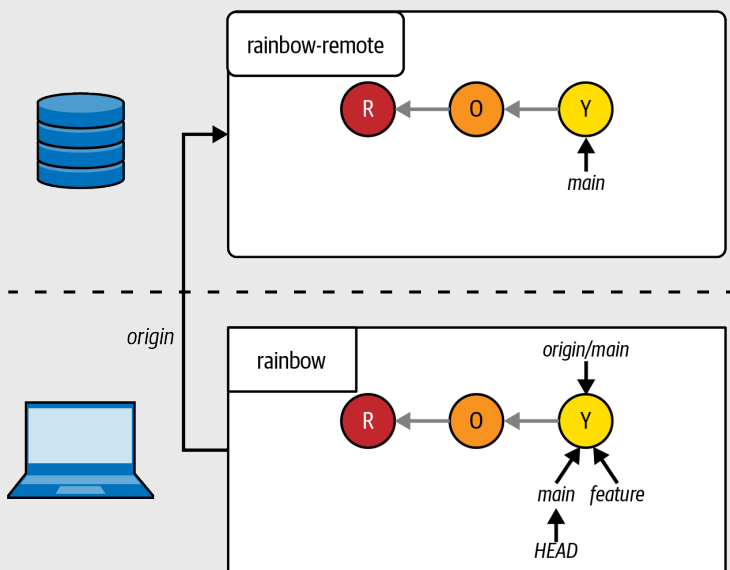 rainbow-remote
R
O
Y
main
origin
rainbow
origin/main
R
O
Y
main
feature
HEAD